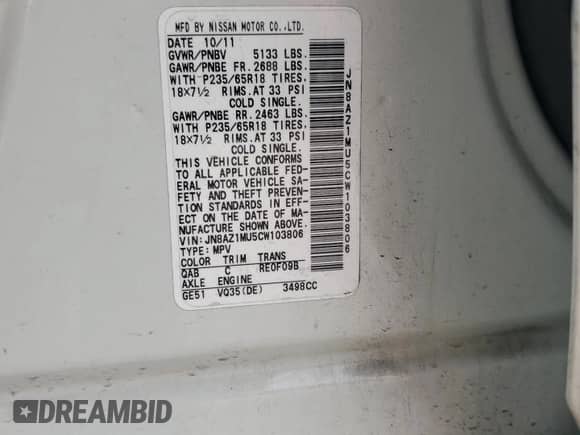 MFD BY NISSAN MOTOR CO.,LTD.
DATE 10/11
GVWR/PNBV 5133 LBS.
GAWR/PNBE FR. 2688 LBS.
WITH P235/65R18 TIRES,
18×7½ RIMS. AT 33 PSI
COLD SINGLE.
GAWR/PNBE RR. 2463 LBS.
WITH P235/65R18 TIRES,
18×7½ RIMS. AT 33 PSI
COLD SINGLE.
THIS VEHICLE CONFORMS
TO ALL APPLICABLE FED-
ERAL MOTOR VEHICLE SA-
FETY AND THEFT PREVEN-
TION STANDARDS IN EFF-
ECT ON THE DATE OF MA-
NUFACTURE SHOWN ABOVE.
VIN: JN8AZ1MU5CW103806
TYPE: MPV
COLOR TRIM TRANS
QAB C RE0F09B
AXLE ENGINE
GE51 VQ35(DE) 3498CC
JN8AZ1MU5CW103806
DREAMBID